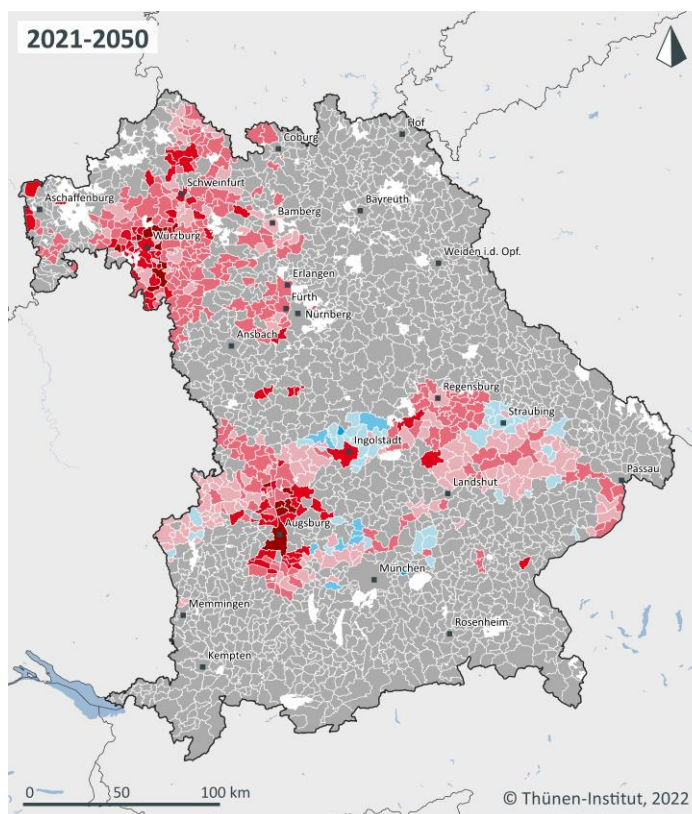 2021-2050
Hof
Coburg
Aschaffenburg
Schweinfurt
Bamberg
Bayreuth
Würzburg
Weiden i.d. Opf.
Erlangen
Fürth
Nürnberg
Ansbach
Regensburg
Straubing
Ingolstadt
Passau
Landshut
Augsburg
München
Memmingen
Rosenheim
Kempten
0 50 100 km
© Thünen-Institut, 2022